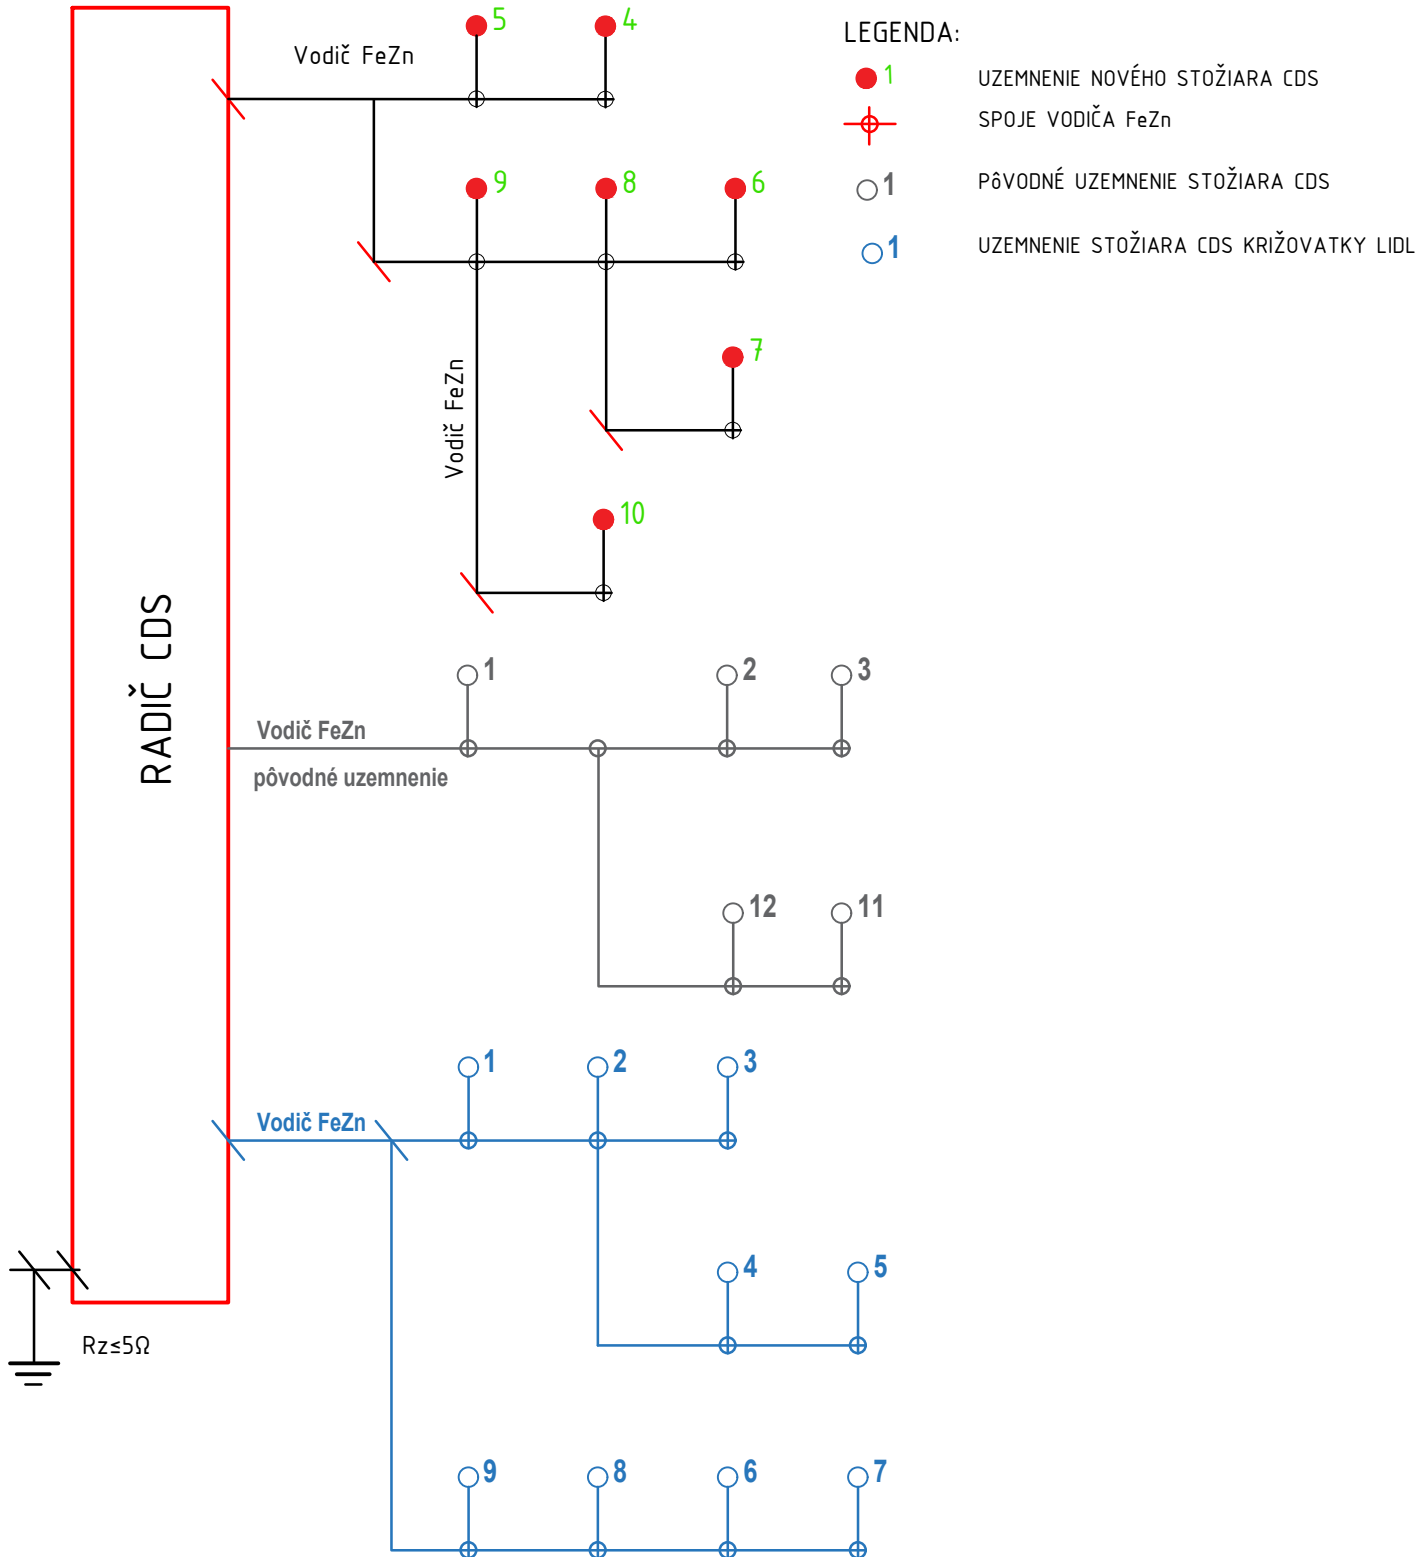 5
4
LEGENDA:
Vodič FeZn
1
UZEMNENIE NOVÉHO STOŽIARA CDS
SPOJE VODIČA FeZn
9
8
6
1
PôVODNÉ UZEMNENIE STOŽIARA CDS
1
UZEMNENIE STOŽIARA CDS KRIŽOVATKY LIDL
7
Vodič FeZn
10
RADIČ CDS
1
2
3
Vodič FeZn
pôvodné uzemnenie
12
11
1
2
3
Vodič FeZn
4
5
Rz≤5Ω
9
8
6
7